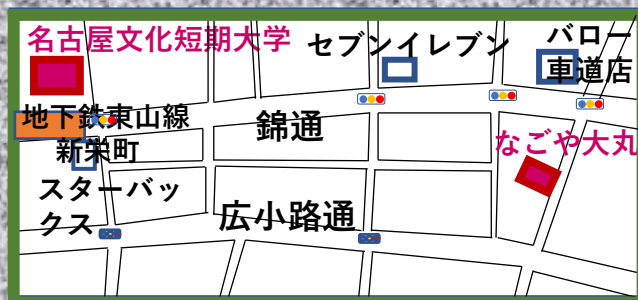 名古屋文化短期大学
セブンイレブン
バロー
車道店
地下鉄東山線
新栄町
錦通
なごや大丸
スターバッ
クス
広小路通